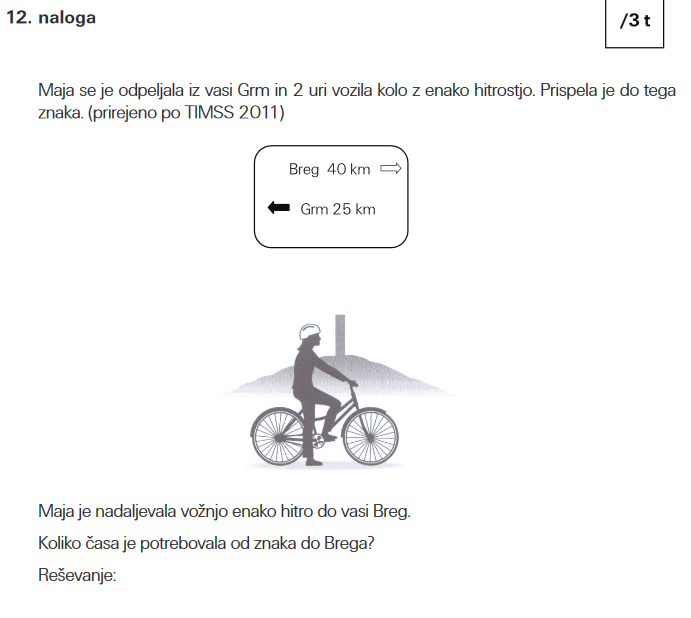 12. naloga
/3 t
Maja se je odpeljala iz vasi Grm in 2 uri vozila kolo z enako hitrostjo. Prispela je do tega
znaka. (prirejeno po TIMSS 2011)
Breg 40 km ⇨
⬅ Grm 25 km
Maja je nadaljevala vožnjo enako hitro do vasi Breg.
Koliko časa je potrebovala od znaka do Brega?
Reševanje: